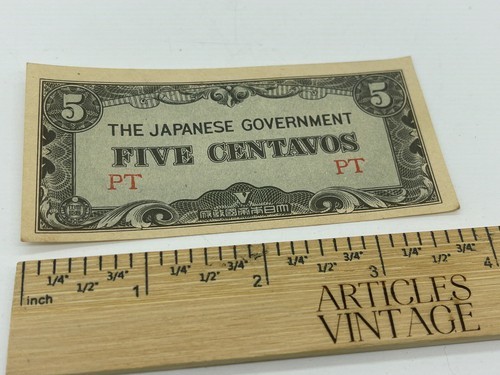 5 5
THE JAPANESE GOVERNMENT
FIVE CENTAVOS
PT PT
V
inch 1/4" 1/2" 3/4" 1 1/4" 1/2" 3/4" 2 1/4" 1/2" 3/4" 3 1/4" 1/2" 3/4" 4
ARTICLES
VINTAGE